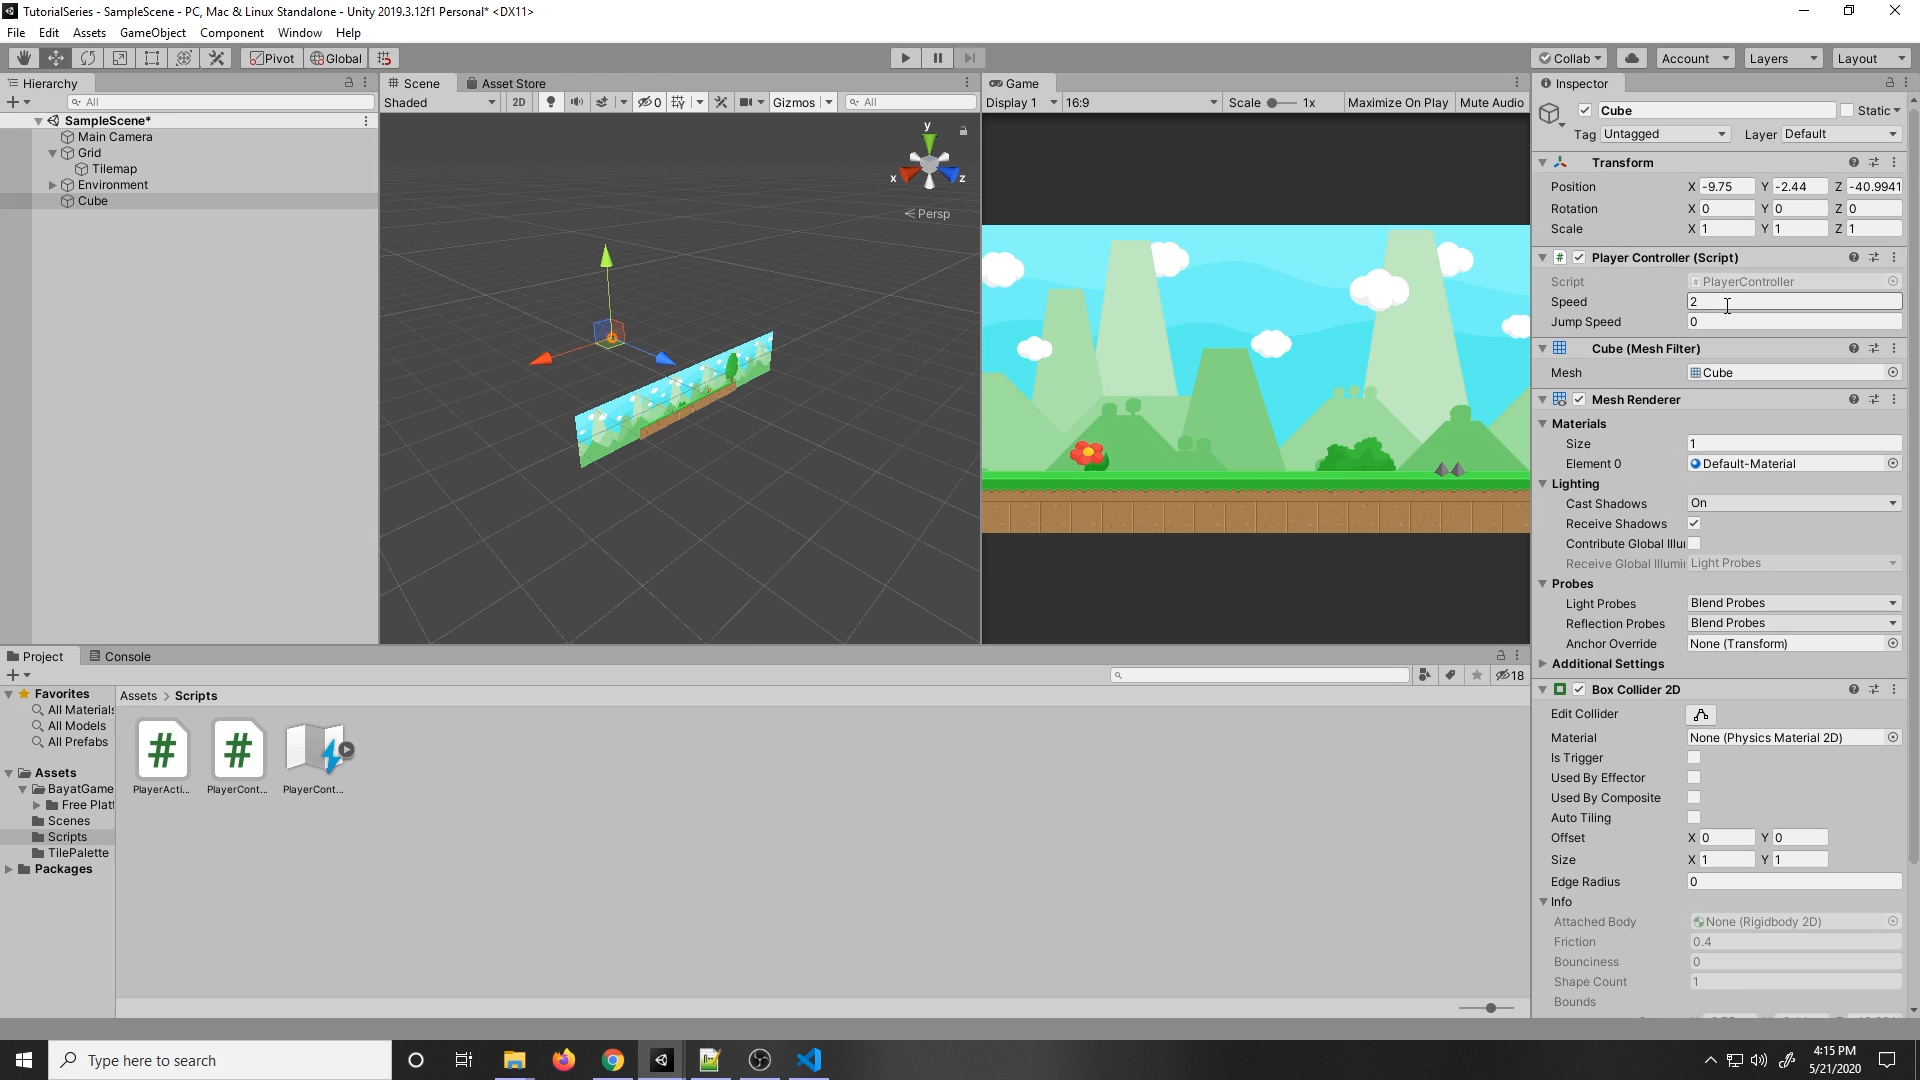 TutorialSeries - SampleScene - PC, Mac & Linux Standalone - Unity 2019.3.12f1 Personal* <DX11>
File Edit Assets GameObject Component Window Help
Pivot Global Collab Account Layers Layout
Hierarchy Scene Asset Store Game Inspector
All Shaded 2D 0 Gizmos All Display 1 16:9 Scale 1x Maximize On Play Mute Audio
SampleScene*
Main Camera
Grid
Tilemap
Environment
Cube
y
x z
Persp
Cube Static
Tag Untagged Layer Default
Transform
Position X -9.75 Y -2.44 Z -40.9941
Rotation X 0 Y 0 Z 0
Scale X 1 Y 1 Z 1
# Player Controller (Script)
Script PlayerController
Speed 2
Jump Speed 0
Cube (Mesh Filter)
Mesh Cube
Mesh Renderer
Materials
Size 1
Element 0 Default-Material
Lighting
Cast Shadows On
Receive Shadows
Contribute Global Illu
Receive Global Illumi Light Probes
Probes
Light Probes Blend Probes
Reflection Probes Blend Probes
Anchor Override None (Transform)
Additional Settings
Box Collider 2D
Edit Collider
Material None (Physics Material 2D)
Is Trigger
Used By Effector
Used By Composite
Auto Tiling
Offset X 0 Y 0
Size X 1 Y 1
Edge Radius 0
Info
Attached Body None (Rigidbody 2D)
Friction 0.4
Bounciness 0
Shape Count 1
Bounds
Project Console
18
Favorites
All Materials
All Models
All Prefabs
Assets
BayatGame
Free Plat
Scenes
Scripts
TilePalette
Packages
Assets > Scripts
# #
PlayerActi... PlayerCont... PlayerCont...
Type here to search
4:15 PM
5/21/2020